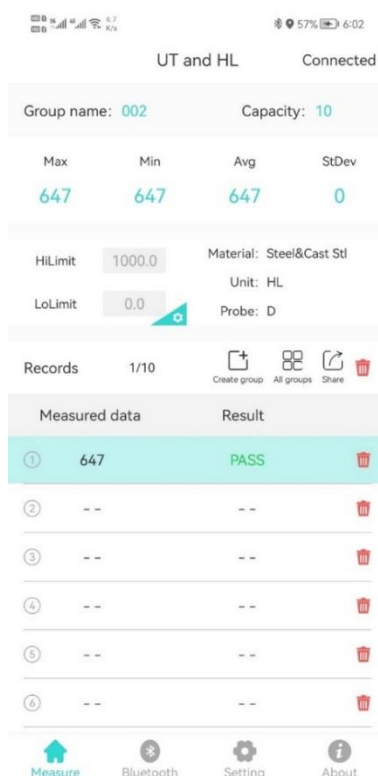 6.7 K/s 57% 6:02
UT and HL Connected
Group name: 002 Capacity: 10
Max Min Avg StDev
647 647 647 0
HiLimit 1000.0
LoLimit 0.0
Material: Steel&Cast Stl
Unit: HL
Probe: D
Records 1/10 Create group All groups Share
Measured data Result
1 647 PASS
2 -- --
3 -- --
4 -- --
5 -- --
6 -- --
Measure Bluetooth Setting About